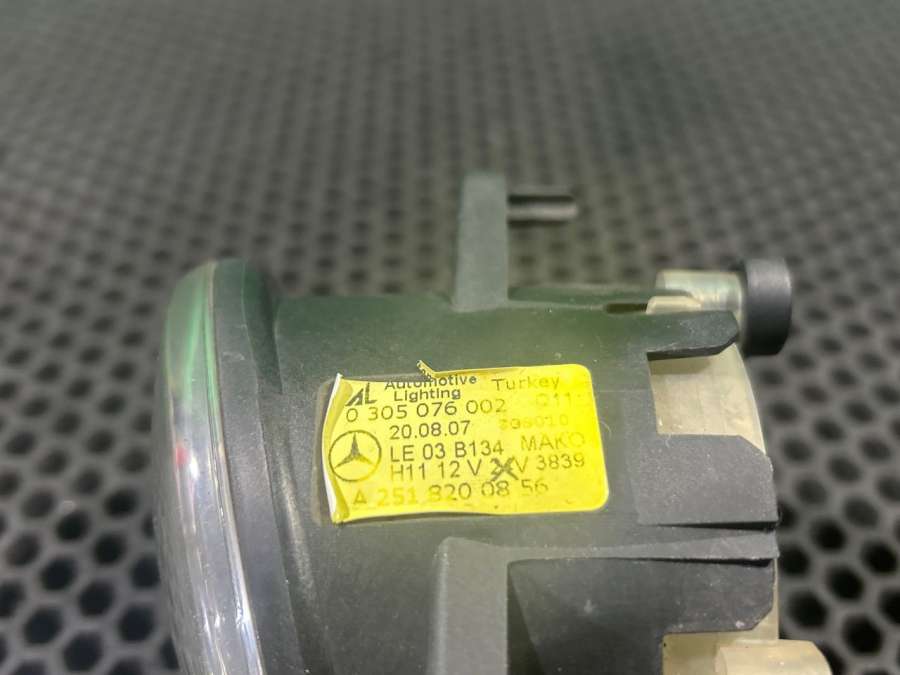 AL Automotive Lighting Turkey
0 305 076 002
20.08.07
LE 03 B134 MAKO
H11 12 V V 3839
A 251 820 08 56